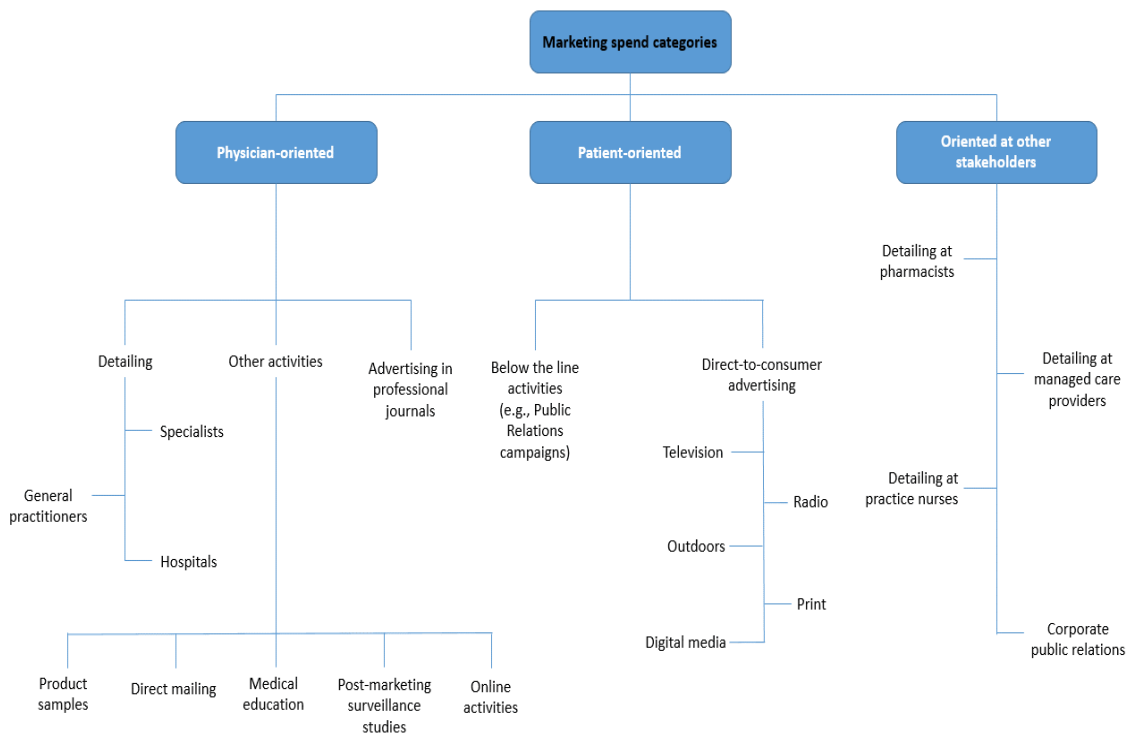 Marketing spend categories
Physician-oriented
Patient-oriented
Oriented at other
stakeholders
Detailing
Specialists
General
practitioners
Hospitals
Other activities
Product
samples
Direct mailing
Medical
education
Post-marketing
surveillance
studies
Online
activities
Advertising in
professional
journals
Below the line
activities
(e.g., Public
Relations
campaigns)
Direct-to-consumer
advertising
Television
Radio
Outdoors
Print
Digital media
Detailing at
pharmacists
Detailing at
managed care
providers
Detailing at
practice nurses
Corporate
public relations